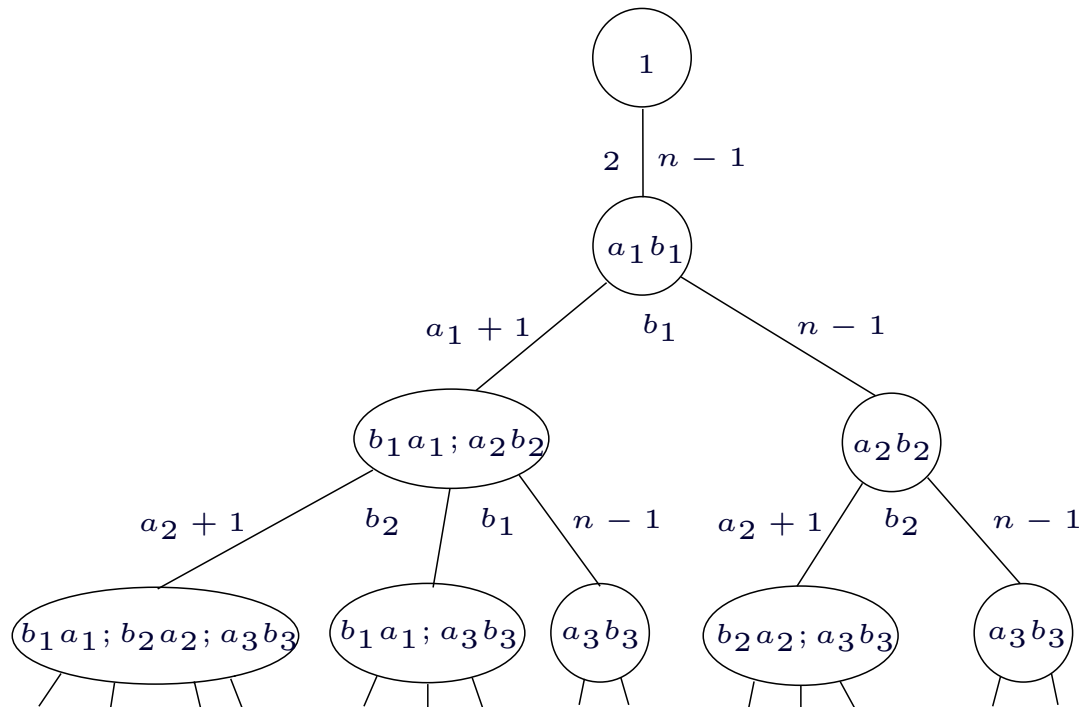 1
2 n − 1
a₁b₁
a₁ + 1 b₁ n − 1
b₁a₁; a₂b₂ a₂b₂
a₂ + 1 b₂ b₁ n − 1 a₂ + 1 b₂ n − 1
b₁a₁; b₂a₂; a₃b₃ b₁a₁; a₃b₃ a₃b₃ b₂a₂; a₃b₃ a₃b₃